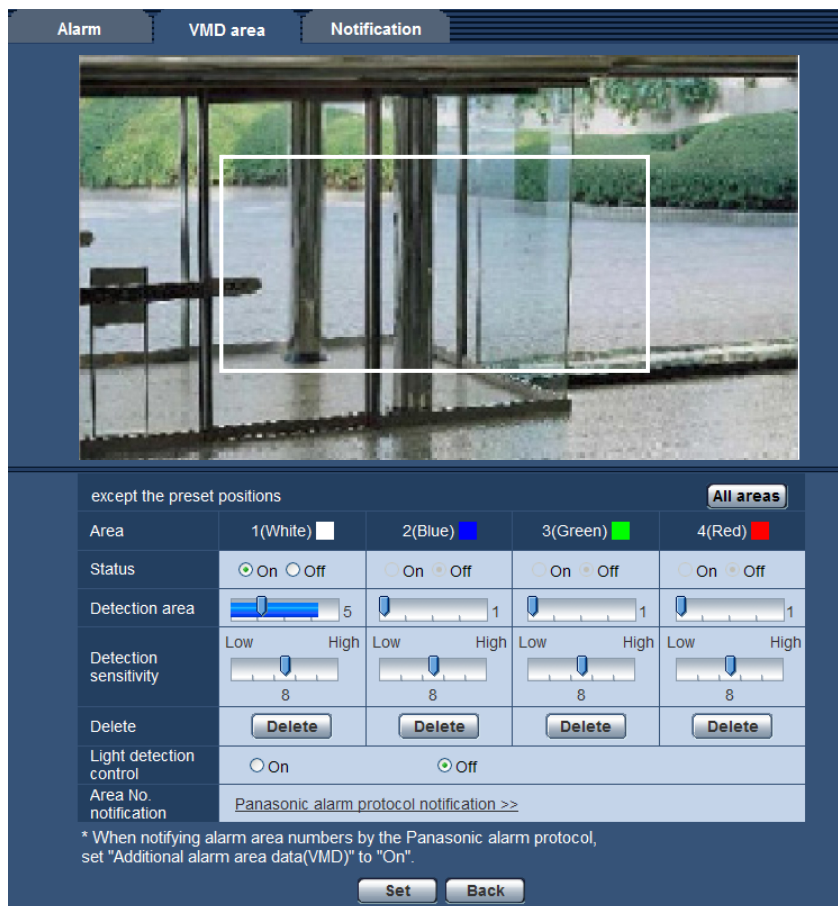 Alarm VMD area Notification
except the preset positions All areas
Area 1(White) 2(Blue) 3(Green) 4(Red)
Status On Off On Off On Off On Off
Detection area 5 1 1 1
Detection sensitivity Low High Low High Low High Low High
8 8 8 8
Delete Delete Delete Delete Delete
Light detection control On Off
Area No. notification Panasonic alarm protocol notification >>
* When notifying alarm area numbers by the Panasonic alarm protocol,
set "Additional alarm area data(VMD)" to "On".
Set Back